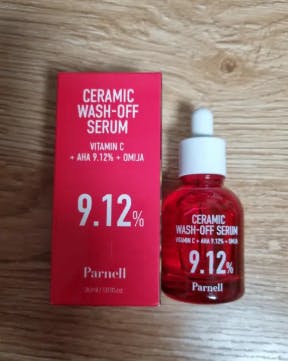 CERAMIC
WASH-OFF
SERUM
VITAMIN C
+ AHA 9.12% + OMIJA
9.12%
Parnell
CERAMIC
WASH-OFF SERUM
VITAMIN C + AHA 9.12% + OMIJA
9.12%
Parnell